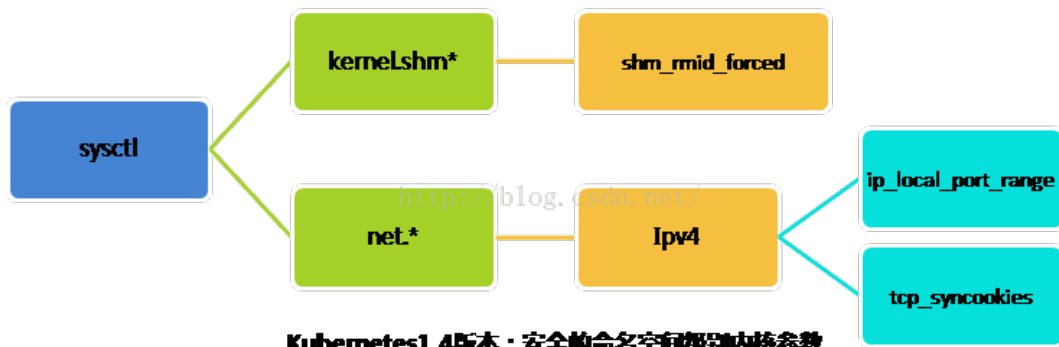 kernel.shm*
shm_rmid_forced
sysctl
ip_local_port_range
http://blog.csdn.net/
net.*
Ipv4
tcp_syncookies
Kubernetes1.4版本：安全的命名空间级别内核参数